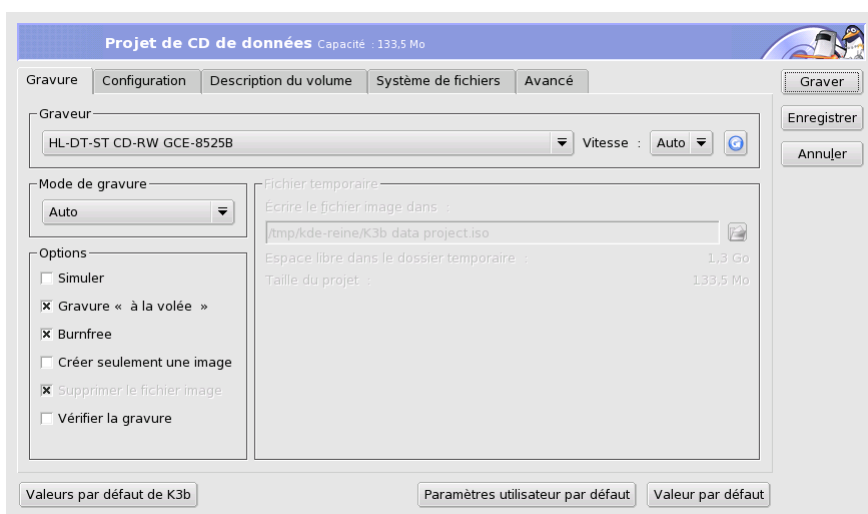 Projet de CD de données Capacité : 133,5 Mo
Gravure Configuration Description du volume Système de fichiers Avancé
Graver
Enregistrer
Annuler
Graveur
HL-DT-ST CD-RW GCE-8525B Vitesse : Auto
Mode de gravure
Auto
Options
Simuler
Gravure « à la volée »
Burnfree
Créer seulement une image
Supprimer le fichier image
Vérifier la gravure
Fichier temporaire
Écrire le fichier image dans :
/tmp/kde-reine/K3b data project.iso
Espace libre dans le dossier temporaire : 1,3 Go
Taille du projet : 133,5 Mo
Valeurs par défaut de K3b Paramètres utilisateur par défaut Valeur par défaut